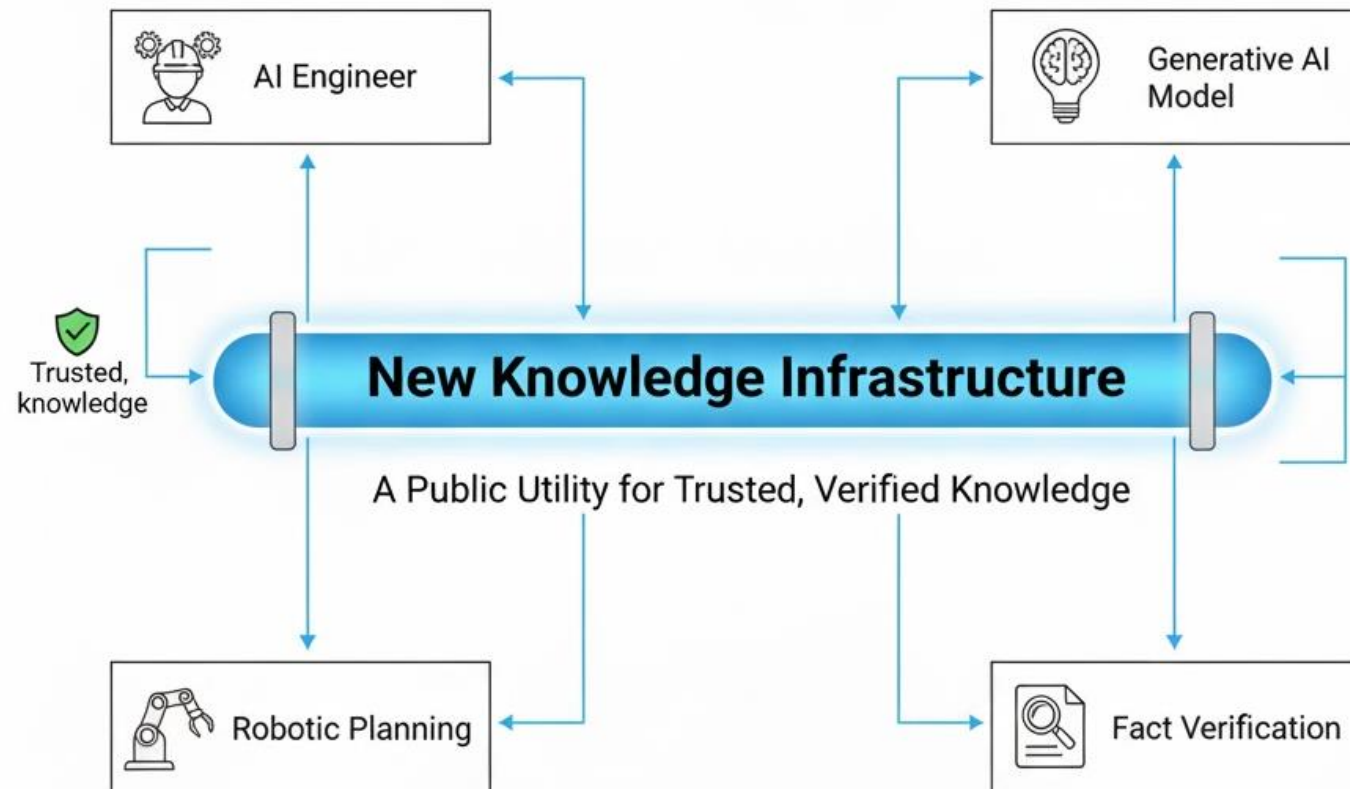 AI Engineer
Generative AI
Model
Trusted,
knowledge
New Knowledge Infrastructure
A Public Utility for Trusted, Verified Knowledge
Robotic Planning
Fact Verification